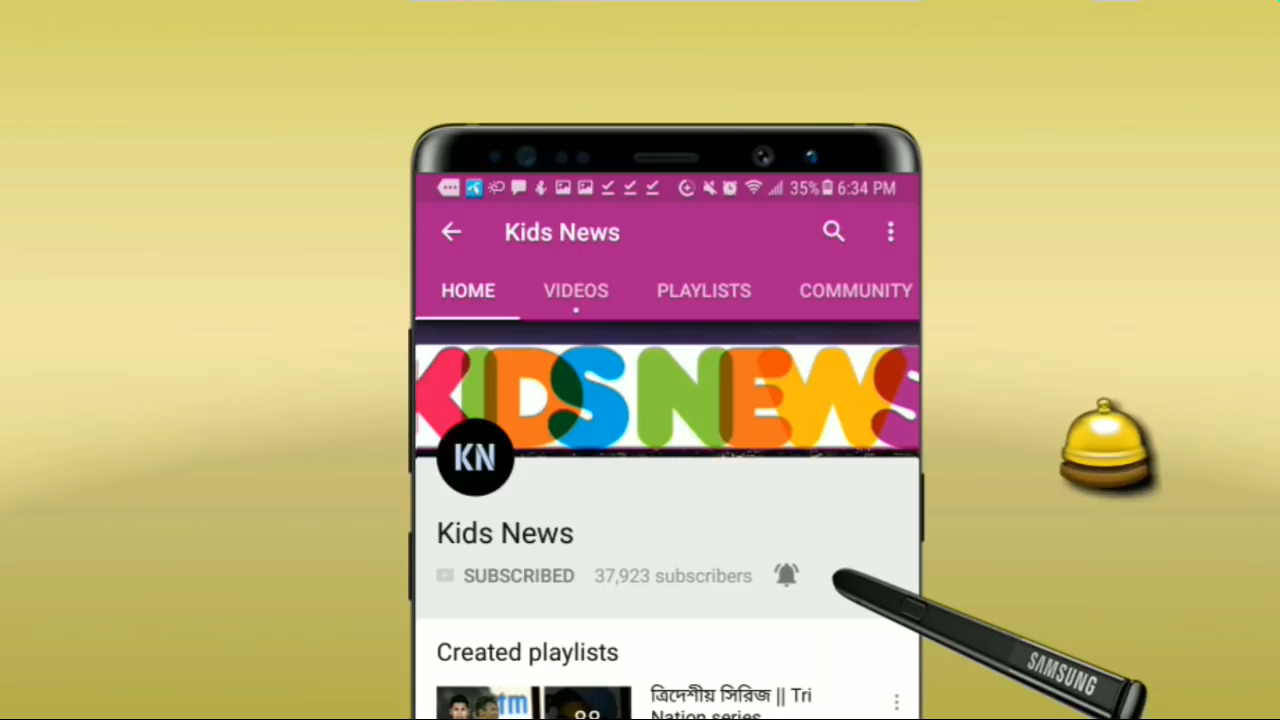 35% 6:34 PM
Kids News
HOME VIDEOS PLAYLISTS COMMUNITY
KIDS NEWS
KN
Kids News
SUBSCRIBED 37,923 subscribers
SAMSUNG
Created playlists
ত্রিদেশীয় সিরিজ || Tri
Nation series